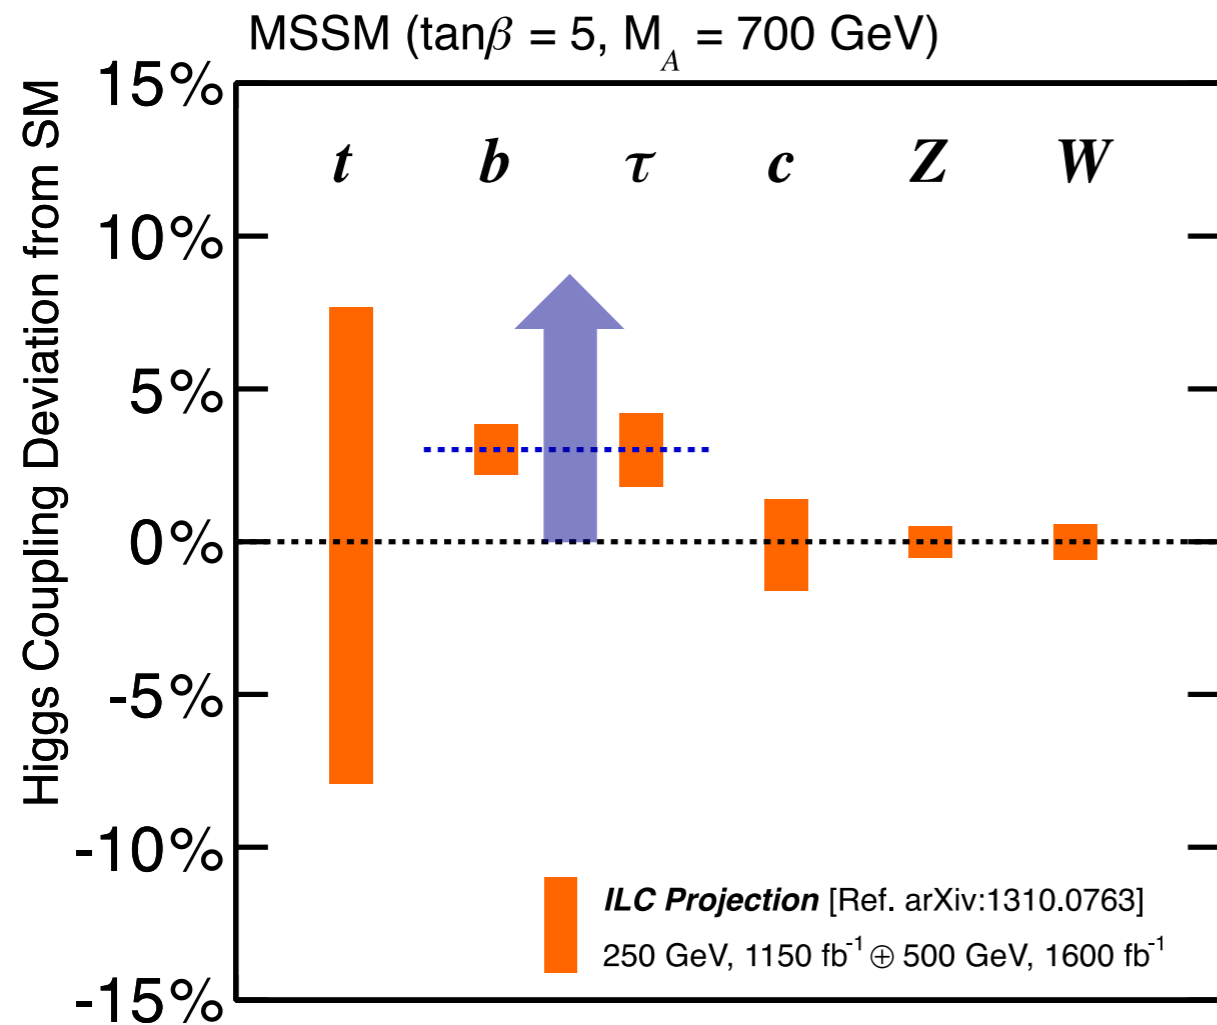 MSSM (tanβ = 5, M_A = 700 GeV)
Higgs Coupling Deviation from SM
15%
10%
5%
0%
-5%
-10%
-15%
t b τ c Z W
ILC Projection [Ref. arXiv:1310.0763]
250 GeV, 1150 fb⁻¹ ⊕ 500 GeV, 1600 fb⁻¹